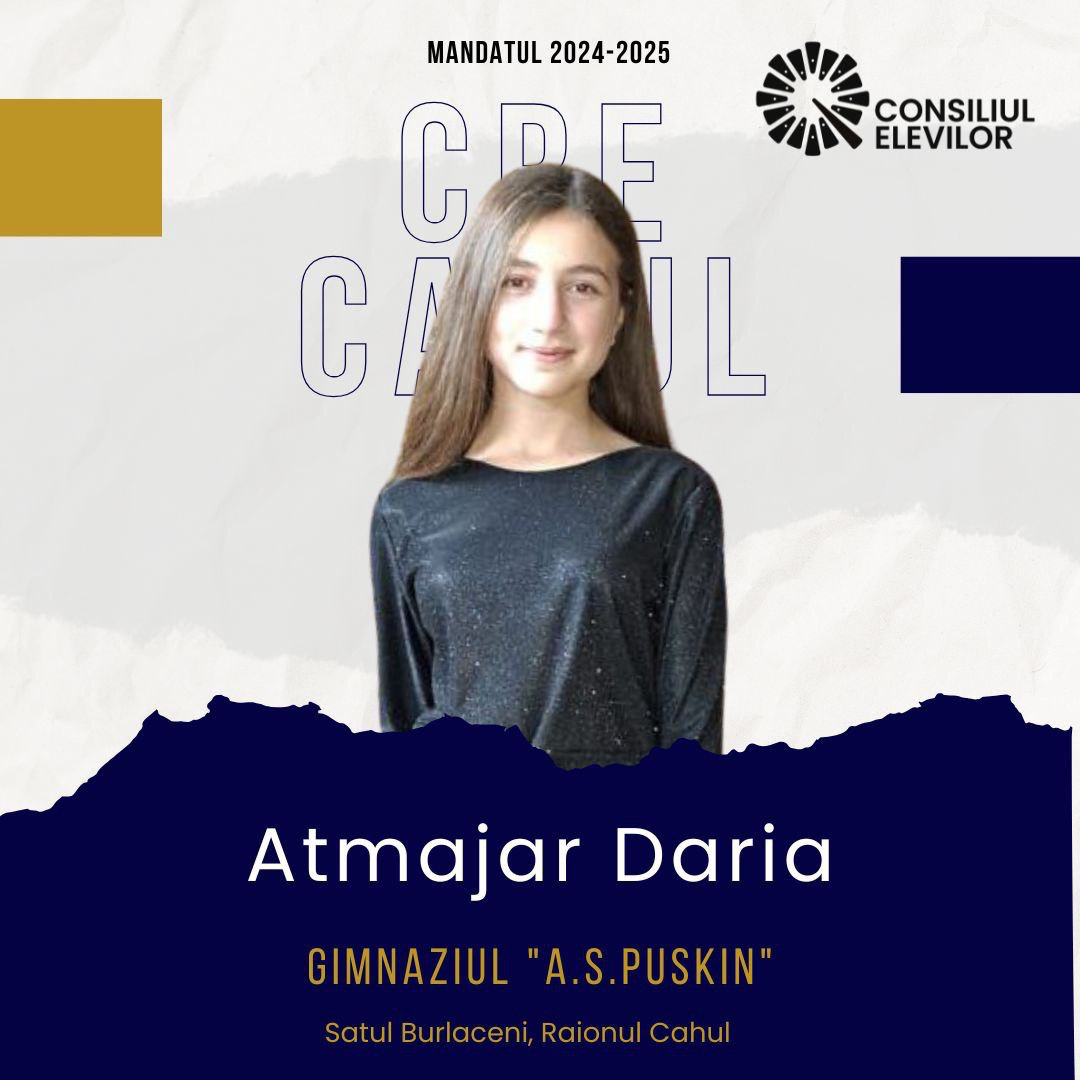 MANDATUL 2024-2025
CONSILIUL
ELEVILOR
CRE
Atmajar Daria
GIMNAZIUL "A.S.PUSKIN"
Satul Burlaceni, Raionul Cahul